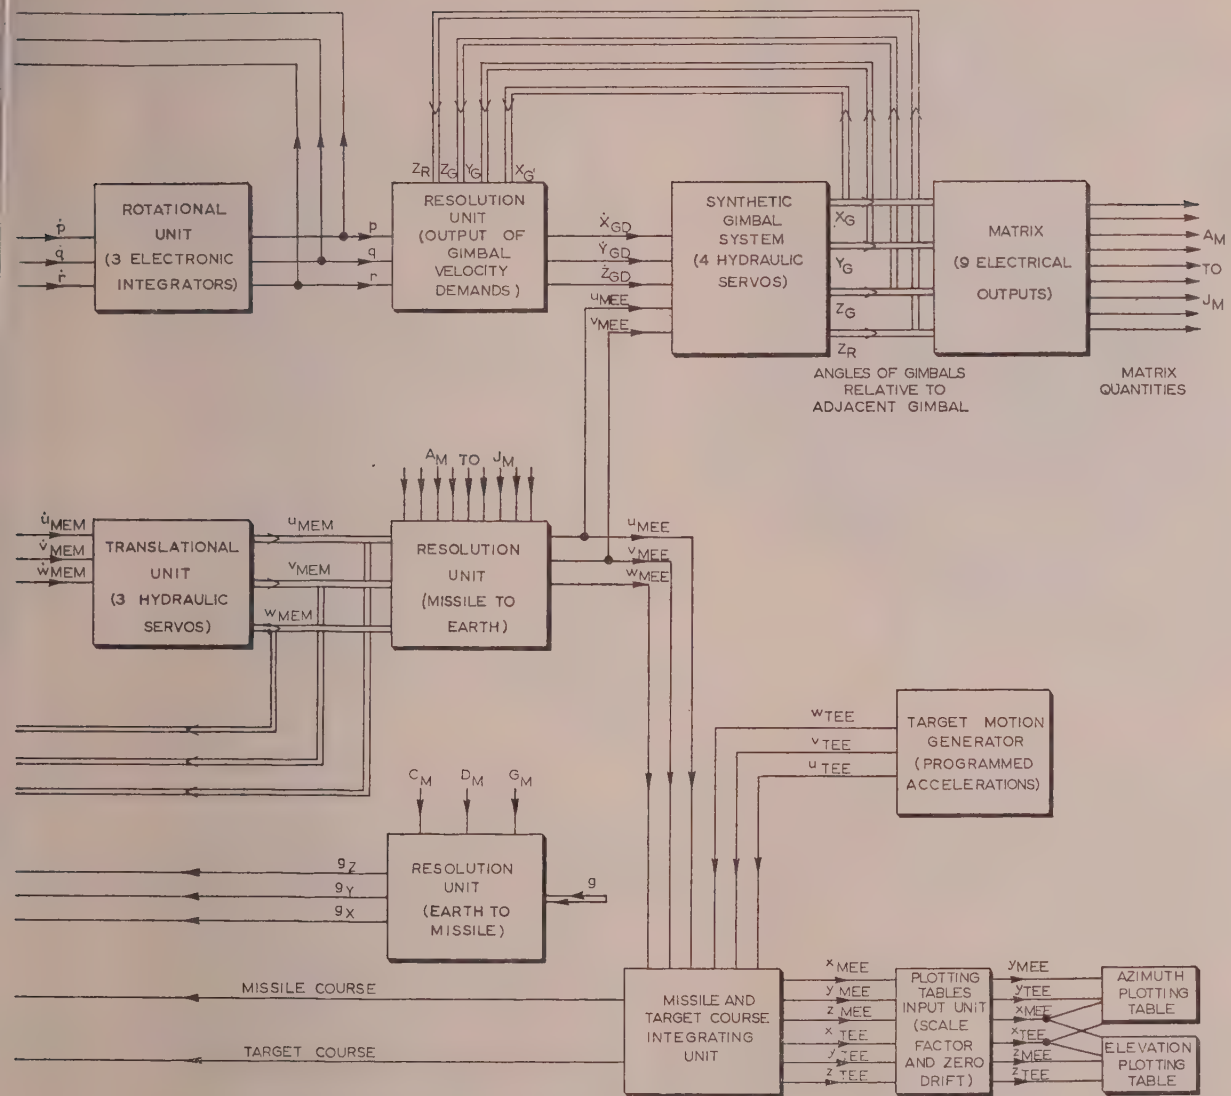 Z_R Z_G Y_G X_G'
ROTATIONAL
UNIT
(3 ELECTRONIC
INTEGRATORS)
ṗ
q̇
ṙ
p
q
r
RESOLUTION
UNIT
(OUTPUT OF
GIMBAL
VELOCITY
DEMANDS)
Ẋ_GD
Ẏ_GD
Ż_GD
u_MEE
v_MEE
SYNTHETIC
GIMBAL
SYSTEM
(4 HYDRAULIC
SERVOS)
X_G
Y_G
Z_G
Z_R
ANGLES OF GIMBALS
RELATIVE TO
ADJACENT GIMBAL
MATRIX
(9 ELECTRICAL
OUTPUTS)
A_M
TO
J_M
MATRIX
QUANTITIES
A_M TO J_M
u̇_MEM
v̇_MEM
ẇ_MEM
TRANSLATIONAL
UNIT
(3 HYDRAULIC
SERVOS)
u_MEM
v_MEM
w_MEM
RESOLUTION
UNIT
(MISSILE TO
EARTH)
u_MEE
v_MEE
w_MEE
w_TEE
v_TEE
u_TEE
TARGET MOTION
GENERATOR
(PROGRAMMED
ACCELERATIONS)
C_M D_M G_M
g_Z
g_Y
g_X
RESOLUTION
UNIT
(EARTH TO
MISSILE)
g
MISSILE COURSE
TARGET COURSE
MISSILE AND
TARGET COURSE
INTEGRATING
UNIT
x_MEE
y_MEE
z_MEE
x_TEE
y_TEE
z_TEE
PLOTTING
TABLES
INPUT UNIT
(SCALE
FACTOR
AND ZERO
DRIFT)
y_MEE
y_TEE
x_MEE
x_TEE
z_MEE
z_TEE
AZIMUTH
PLOTTING
TABLE
ELEVATION
PLOTTING
TABLE